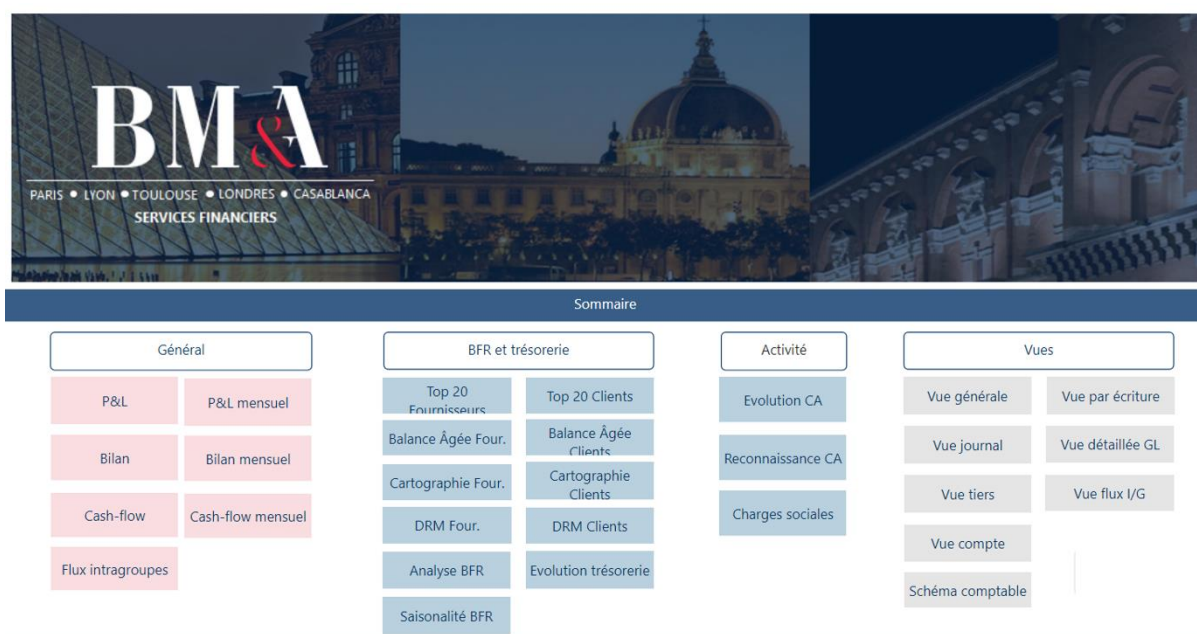 BM&A
PARIS • LYON • TOULOUSE • LONDRES • CASABLANCA
SERVICES FINANCIERS
Sommaire
Général
P&L
P&L mensuel
Bilan
Bilan mensuel
Cash-flow
Cash-flow mensuel
Flux intragroupes
BFR et trésorerie
Top 20
Fournisseurs
Top 20 Clients
Balance Âgée Four.
Balance Âgée
Clients
Cartographie Four.
Cartographie
Clients
DRM Four.
DRM Clients
Analyse BFR
Evolution trésorerie
Saisonalité BFR
Activité
Evolution CA
Reconnaissance CA
Charges sociales
Vues
Vue générale
Vue par écriture
Vue journal
Vue détaillée GL
Vue tiers
Vue flux I/G
Vue compte
Schéma comptable